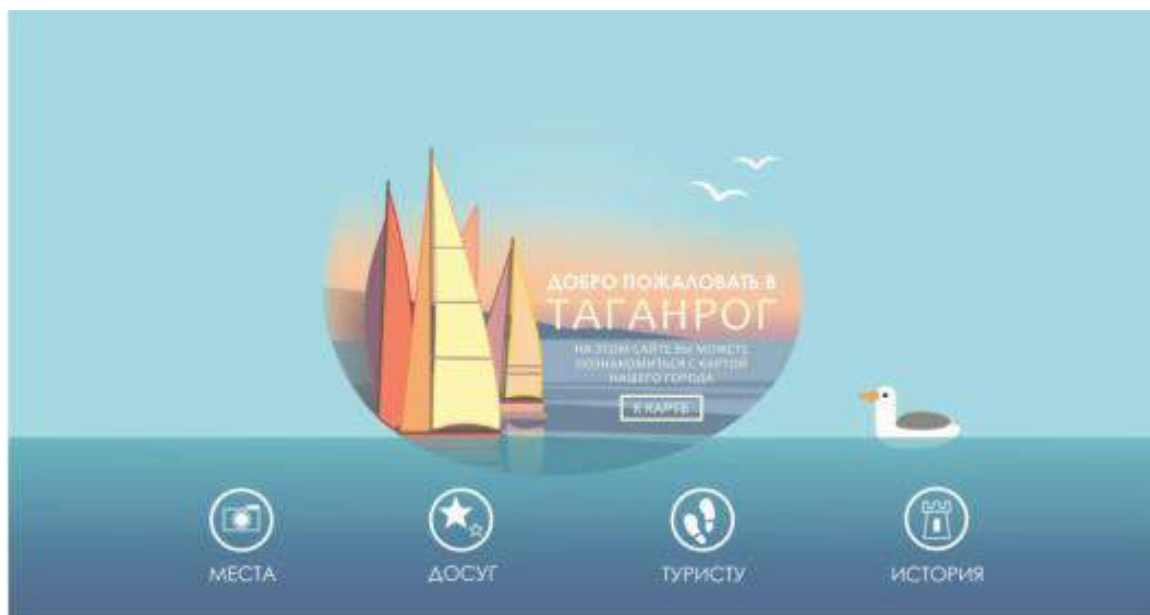 ДОБРО ПОЖАЛОВАТЬ В
ТАГАНРОГ
НА ЭТОМ САЙТЕ ВЫ МОЖЕТЕ
ПОЗНАКОМИТЬСЯ С КАРТОЙ
НАШЕГО ГОРОДА
К КАРТЕ
МЕСТА
ДОСУГ
ТУРИСТУ
ИСТОРИЯ